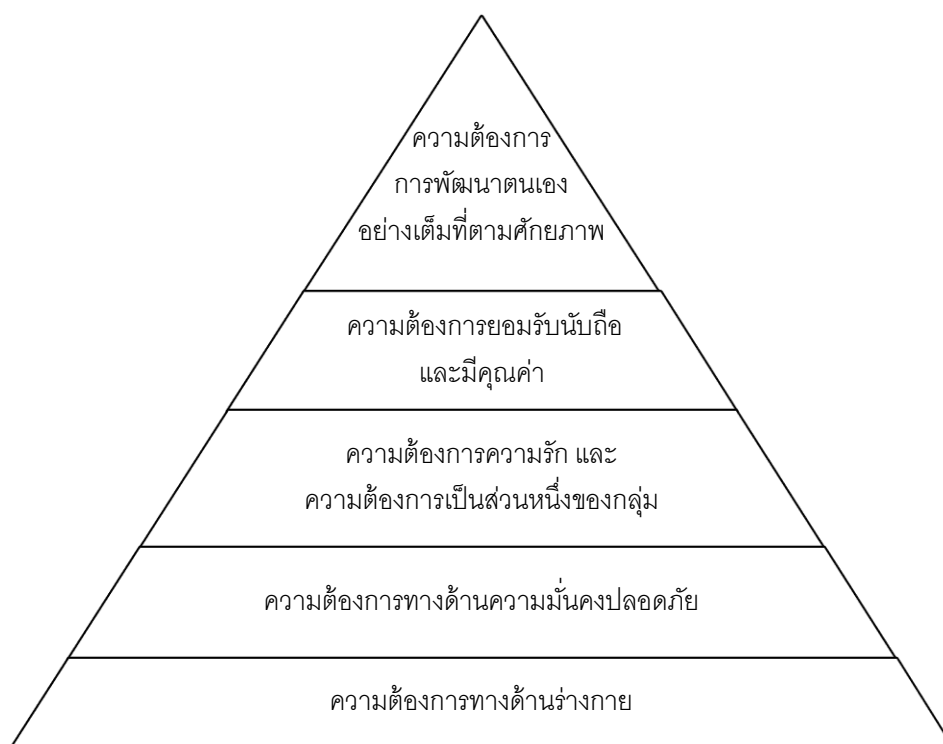 ความต้องการ
การพัฒนาตนเอง
อย่างเต็มที่ตามศักยภาพ
ความต้องการยอมรับนับถือ
และมีคุณค่า
ความต้องการความรัก และ
ความต้องการเป็นส่วนหนึ่งของกลุ่ม
ความต้องการทางด้านความมั่นคงปลอดภัย
ความต้องการทางด้านร่างกาย